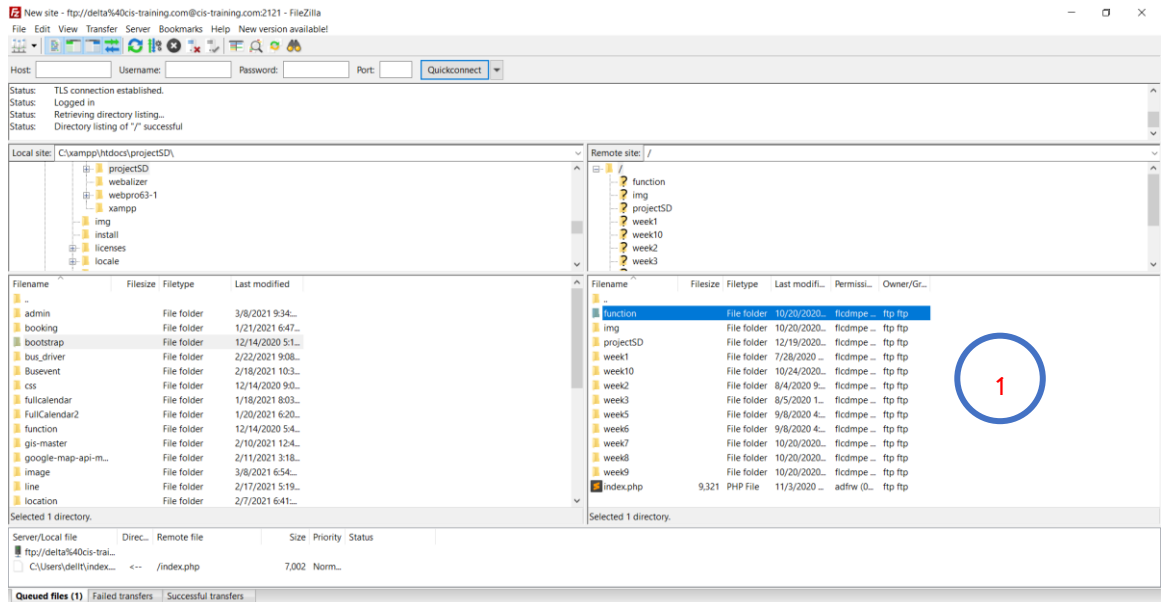 New site - ftp://delta%40cis-training.com@cis-training.com:2121 - FileZilla
File Edit View Transfer Server Bookmarks Help New version available!
Host: Username: Password: Port: Quickconnect
Status: TLS connection established.
Status: Logged in
Status: Retrieving directory listing...
Status: Directory listing of "/" successful
Local site: C:\xampp\htdocs\projectSD\
projectSD
webalizer
webpro63-1
xampp
img
install
licenses
locale
Remote site: /
/
function
img
projectSD
week1
week10
week2
week3
Filename Filesize Filetype Last modified
..
admin File folder 3/8/2021 9:34:...
booking File folder 1/21/2021 6:47...
bootstrap File folder 12/14/2020 5:1...
bus_driver File folder 2/22/2021 9:08...
Busevent File folder 2/18/2021 10:3...
css File folder 12/14/2020 9:0...
fullcalendar File folder 1/18/2021 8:03...
FullCalendar2 File folder 1/20/2021 6:20...
function File folder 12/14/2020 5:4...
gis-master File folder 2/10/2021 12:4...
google-map-api-m... File folder 2/11/2021 3:18...
image File folder 3/8/2021 6:54:...
line File folder 2/17/2021 5:19...
location File folder 2/7/2021 6:41:...
Selected 1 directory.
Filename Filesize Filetype Last modifi... Permissi... Owner/Gr...
..
function File folder 10/20/2020... flcdmpe ... ftp ftp
img File folder 10/20/2020... flcdmpe ... ftp ftp
projectSD File folder 12/19/2020... flcdmpe ... ftp ftp
week1 File folder 7/28/2020 ... flcdmpe ... ftp ftp
week10 File folder 10/24/2020... flcdmpe ... ftp ftp
week2 File folder 8/4/2020 9:... flcdmpe ... ftp ftp
week3 File folder 8/5/2020 1... flcdmpe ... ftp ftp
week5 File folder 9/8/2020 4:... flcdmpe ... ftp ftp
week6 File folder 9/8/2020 4:... flcdmpe ... ftp ftp
week7 File folder 10/20/2020... flcdmpe ... ftp ftp
week8 File folder 10/20/2020... flcdmpe ... ftp ftp
week9 File folder 10/20/2020... flcdmpe ... ftp ftp
index.php 9,321 PHP File 11/3/2020 ... adfrw (0... ftp ftp
1
Selected 1 directory.
Server/Local file Direc... Remote file Size Priority Status
ftp://delta%40cis-trai...
C:\Users\dellt\index... <-- /index.php 7,002 Norm...
Queued files (1) Failed transfers Successful transfers